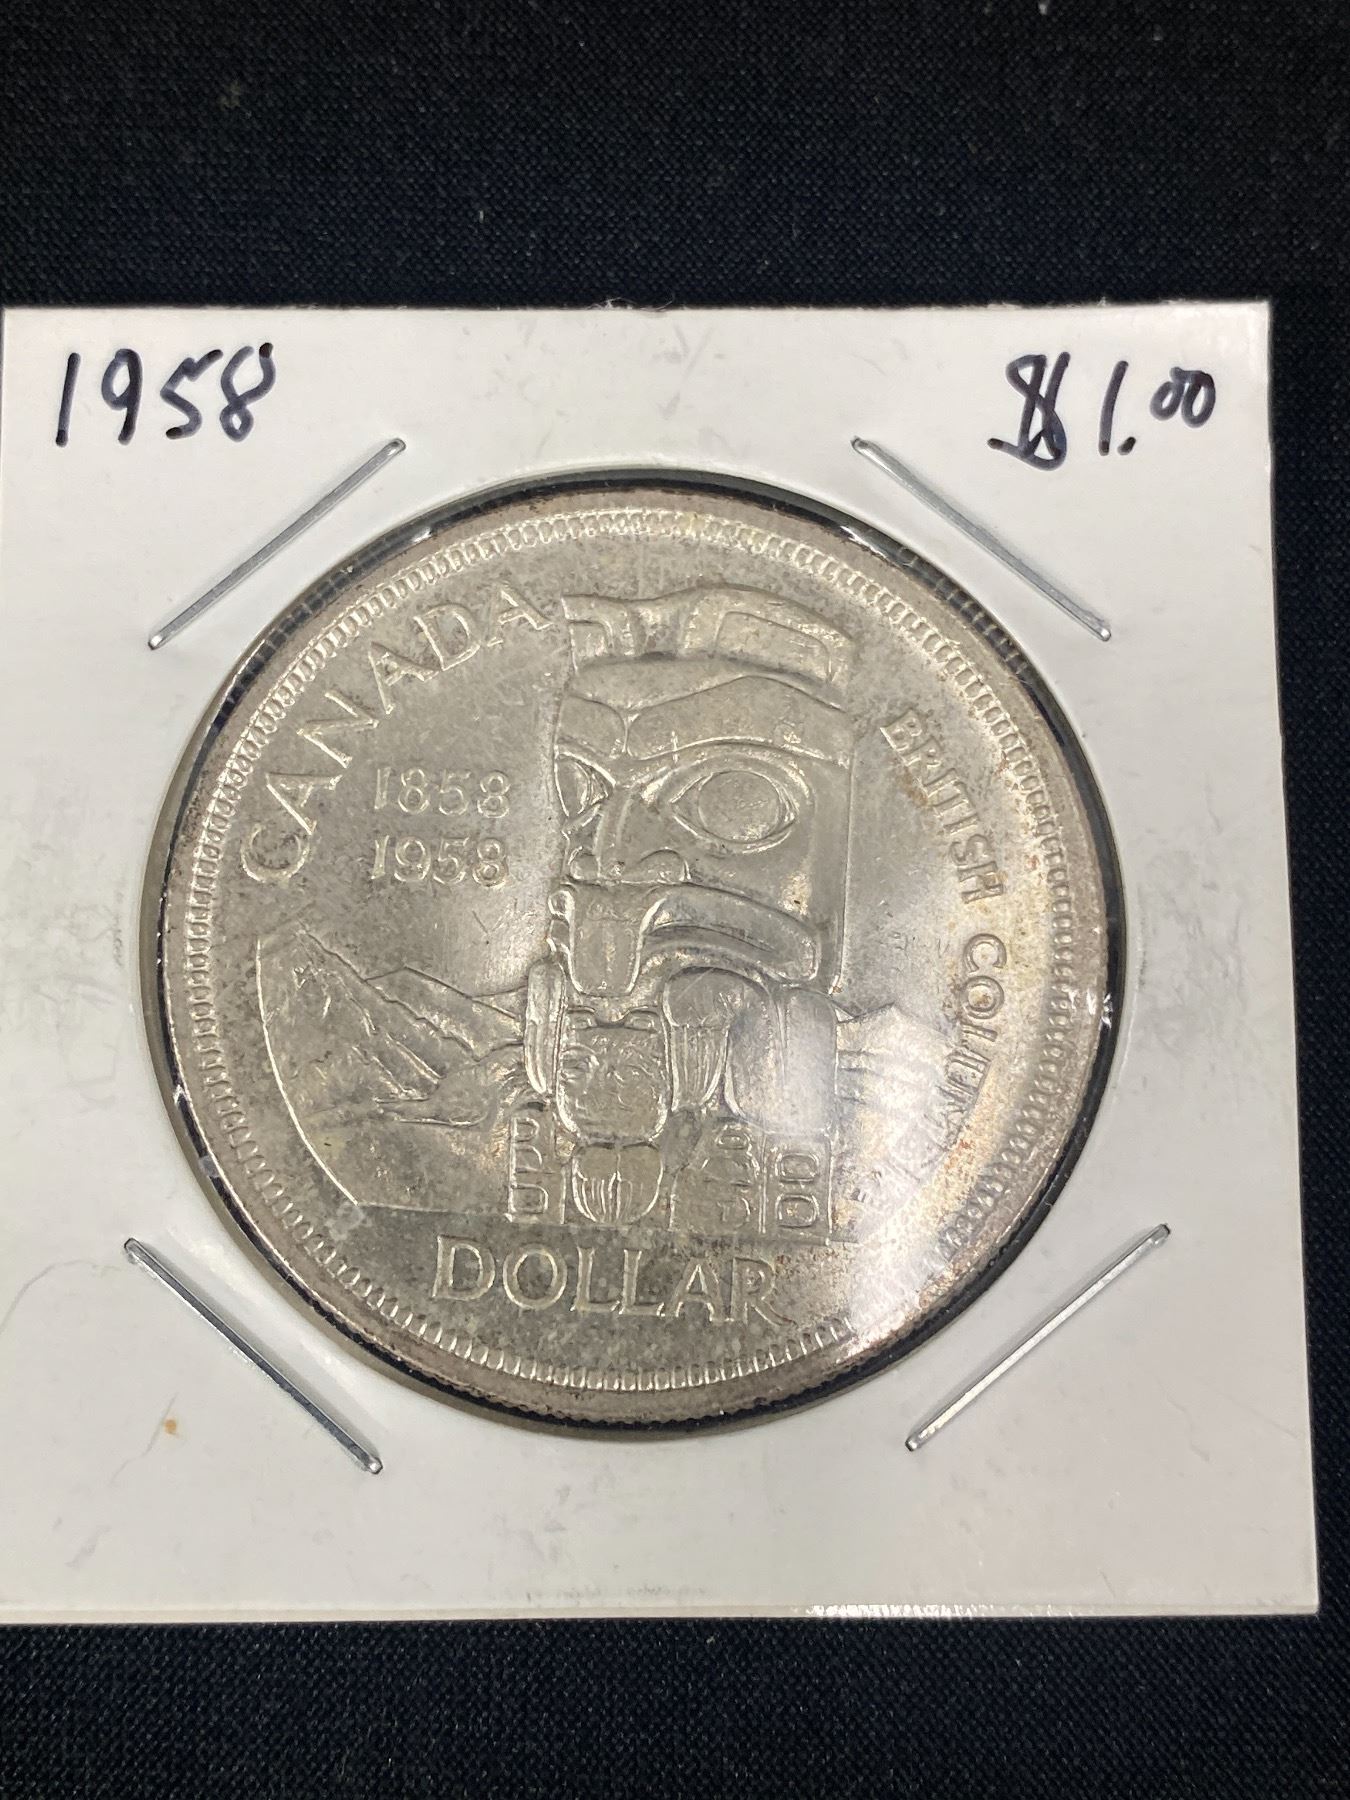 1958 $1.00
CANADA
1858
1958
BRITISH COLUMBIA
DOLLAR